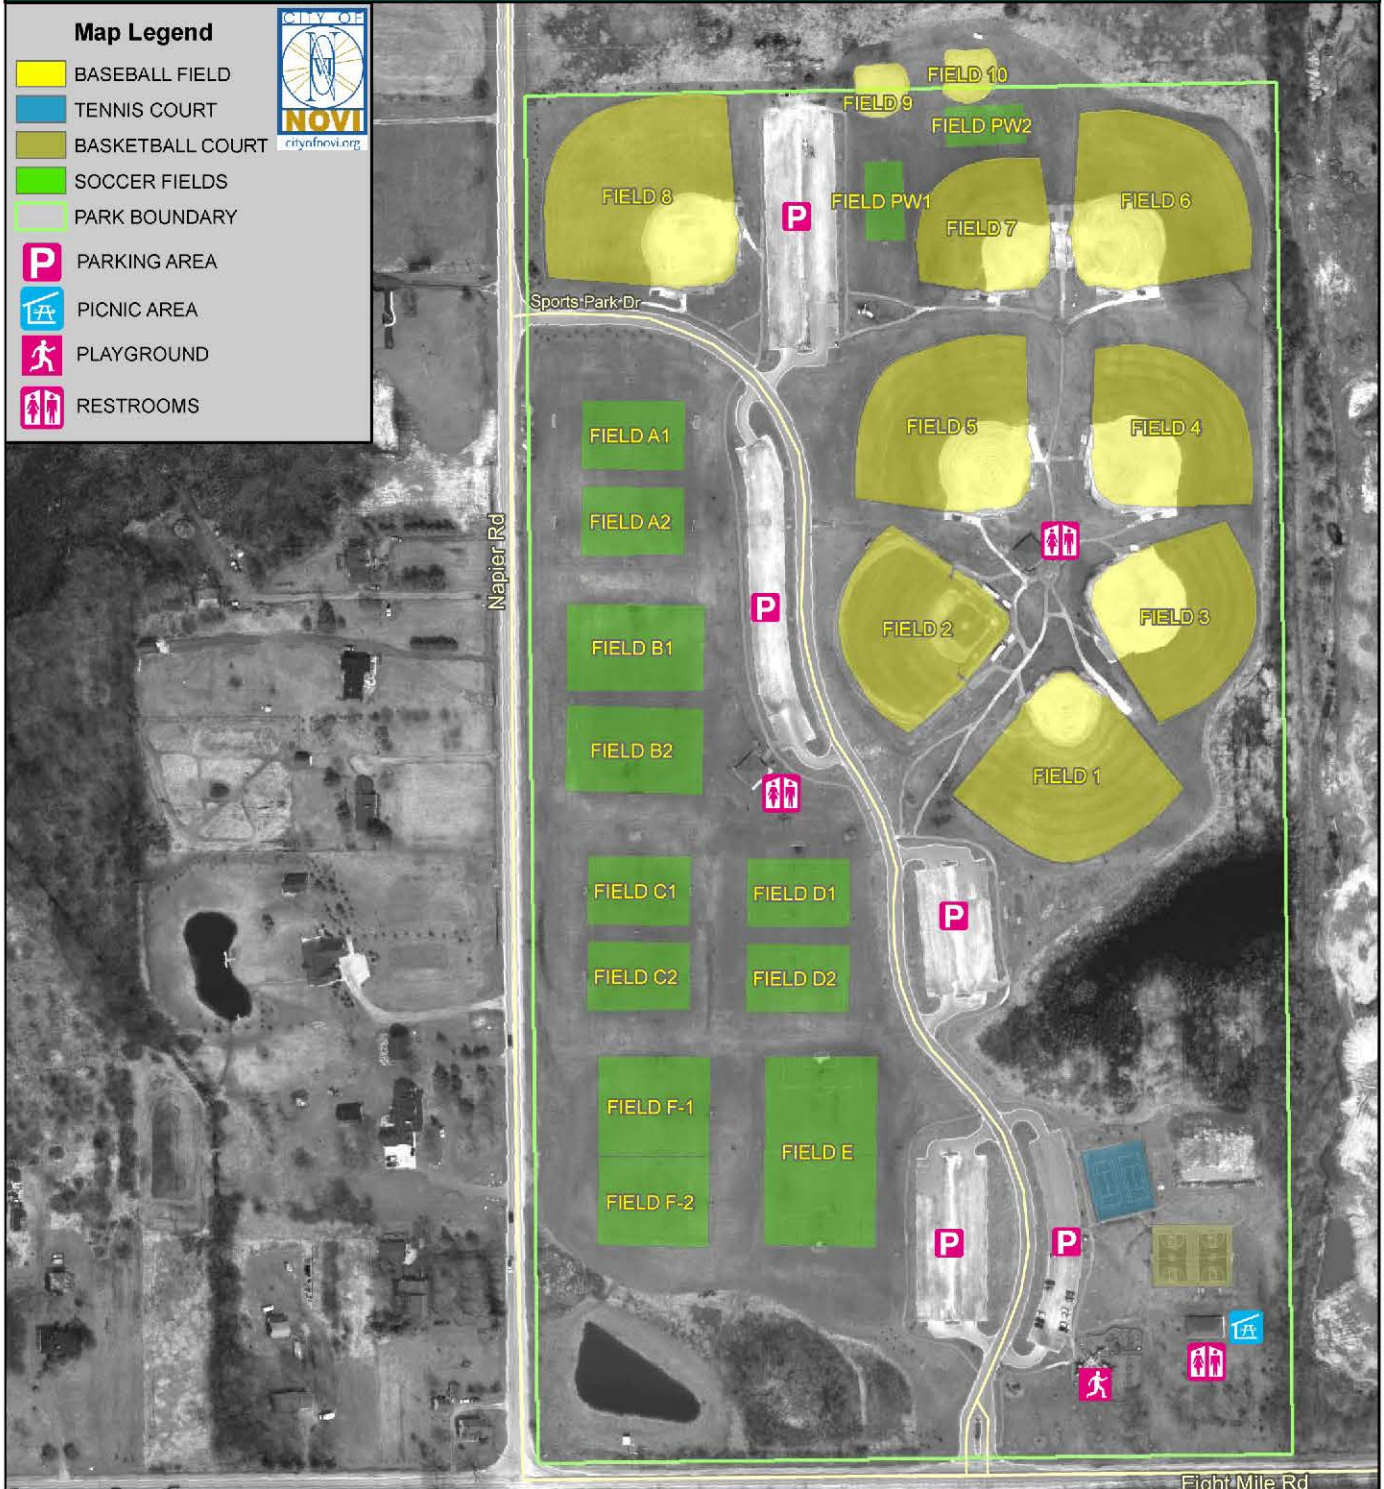 Map Legend
BASEBALL FIELD
TENNIS COURT
BASKETBALL COURT
SOCCER FIELDS
PARK BOUNDARY
P PARKING AREA
PICNIC AREA
PLAYGROUND
RESTROOMS
CITY OF
NOVI
cityofnovi.org
FIELD 10
FIELD 9
FIELD PW2
FIELD 8
FIELD PW1
FIELD 6
P
FIELD 7
Sports Park Dr
FIELD 5
FIELD 4
FIELD A1
FIELD A2
Napier Rd
P
FIELD 3
FIELD 2
FIELD B1
FIELD B2
FIELD 1
FIELD C1
FIELD D1
P
FIELD C2
FIELD D2
FIELD F-1
FIELD E
FIELD F-2
P
P
Eight Mile Rd